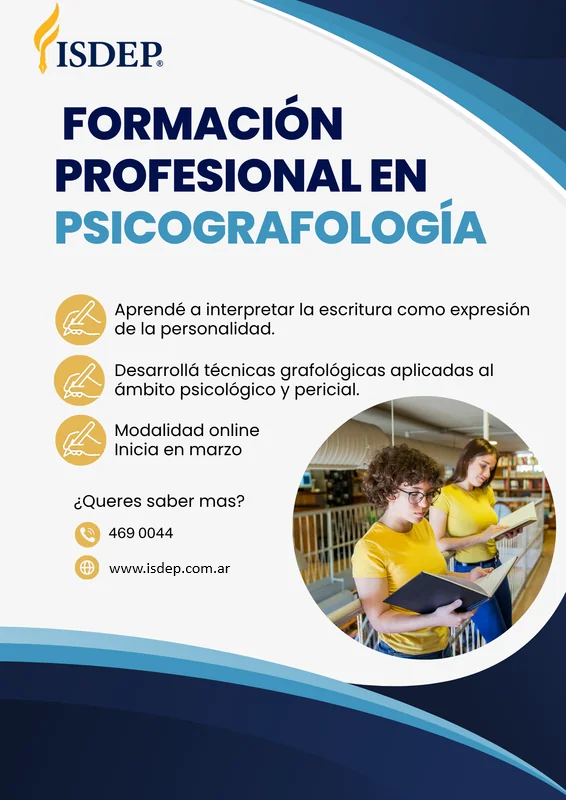 ISDEP®
FORMACIÓN
PROFESIONAL EN
PSICOGRAFOLOGÍA
Aprendé a interpretar la escritura como expresión
de la personalidad.
Desarrollá técnicas grafológicas aplicadas al
ámbito psicológico y pericial.
Modalidad online
Inicia en marzo
¿Queres saber mas?
469 0044
www.isdep.com.ar